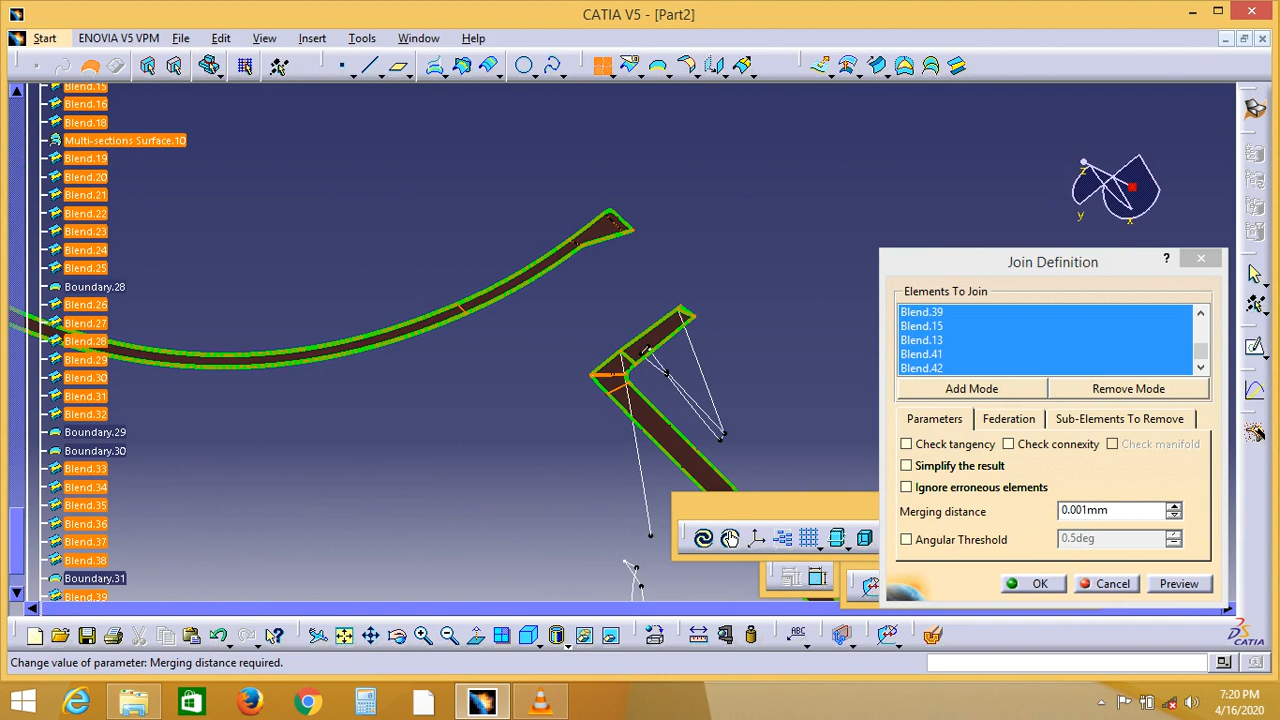 CATIA V5 - [Part2]
Start ENOVIA V5 VPM File Edit View Insert Tools Window Help
Blend.15
Blend.16
Blend.18
Multi-sections Surface.10
Blend.19
Blend.20
Blend.21
Blend.22
Blend.23
Blend.24
Blend.25
Boundary.28
Blend.26
Blend.27
Blend.28
Blend.29
Blend.30
Blend.31
Blend.32
Boundary.29
Boundary.30
Blend.33
Blend.34
Blend.35
Blend.36
Blend.37
Blend.38
Boundary.31
Blend.39
z
y
x
Join Definition
?
Elements To Join
Blend.39
Blend.15
Blend.13
Blend.41
Blend.42
Add Mode Remove Mode
Parameters Federation Sub-Elements To Remove
Check tangency Check connexity Check manifold
Simplify the result
Ignore erroneous elements
Merging distance 0.001mm
Angular Threshold 0.5deg
OK Cancel Preview
ABC
DS CATIA
Change value of parameter: Merging distance required.
7:20 PM
4/16/2020